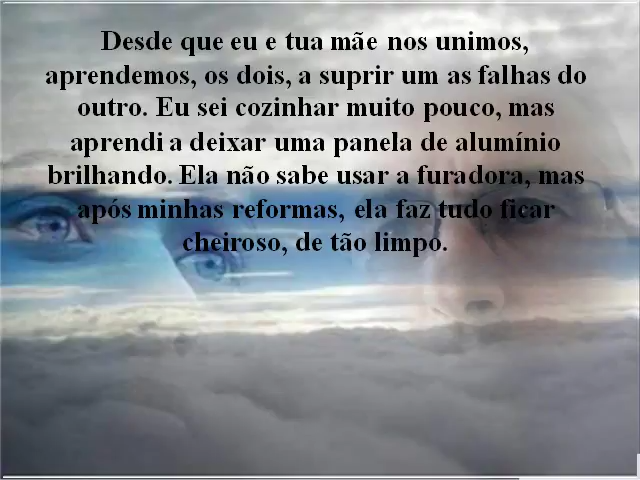 Desde que eu e tua mãe nos unimos,
aprendemos, os dois, a suprir um as falhas do
outro. Eu sei cozinhar muito pouco, mas
aprendi a deixar uma panela de alumínio
brilhando. Ela não sabe usar a furadora, mas
após minhas reformas, ela faz tudo ficar
cheiroso, de tão limpo.